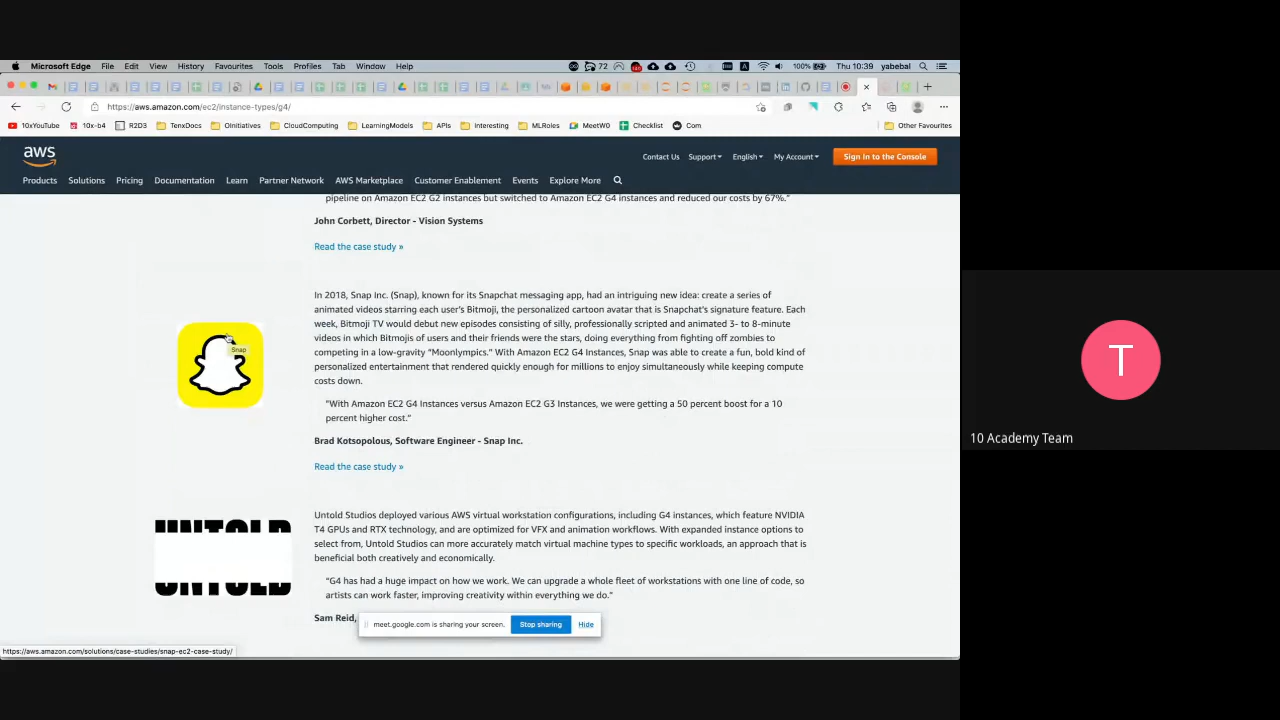 Microsoft Edge File Edit View History Favourites Tools Profiles Tab Window Help 72 100% Thu 10:39 yabebal
https://aws.amazon.com/ec2/instance-types/g4/
10xYouTube 10x-b4 R2D3 TenxDocs OInitiatives CloudComputing LearningModels APIs Interesting MLRoles MeetW0 Checklist Com Other Favourites
aws
Contact Us Support English My Account Sign In to the Console
Products Solutions Pricing Documentation Learn Partner Network AWS Marketplace Customer Enablement Events Explore More
pipeline on Amazon EC2 G2 instances but switched to Amazon EC2 G4 instances and reduced our costs by 67%."
John Corbett, Director - Vision Systems
Read the case study »
In 2018, Snap Inc. (Snap), known for its Snapchat messaging app, had an intriguing new idea: create a series of
animated videos starring each user's Bitmoji, the personalized cartoon avatar that is Snapchat's signature feature. Each
week, Bitmoji TV would debut new episodes consisting of silly, professionally scripted and animated 3- to 8-minute
videos in which Bitmojis of users and their friends were the stars, doing everything from fighting off zombies to
competing in a low-gravity "Moonlympics." With Amazon EC2 G4 Instances, Snap was able to create a fun, bold kind of
personalized entertainment that rendered quickly enough for millions to enjoy simultaneously while keeping compute
costs down.
Snap
"With Amazon EC2 G4 Instances versus Amazon EC2 G3 Instances, we were getting a 50 percent boost for a 10
percent higher cost."
Brad Kotsopolous, Software Engineer - Snap Inc.
Read the case study »
UNTOLD
Untold Studios deployed various AWS virtual workstation configurations, including G4 instances, which feature NVIDIA
T4 GPUs and RTX technology, and are optimized for VFX and animation workflows. With expanded instance options to
select from, Untold Studios can more accurately match virtual machine types to specific workloads, an approach that is
beneficial both creatively and economically.
"G4 has had a huge impact on how we work. We can upgrade a whole fleet of workstations with one line of code, so
artists can work faster, improving creativity within everything we do."
Sam Reid,
meet.google.com is sharing your screen. Stop sharing Hide
https://aws.amazon.com/solutions/case-studies/snap-ec2-case-study/
T
10 Academy Team